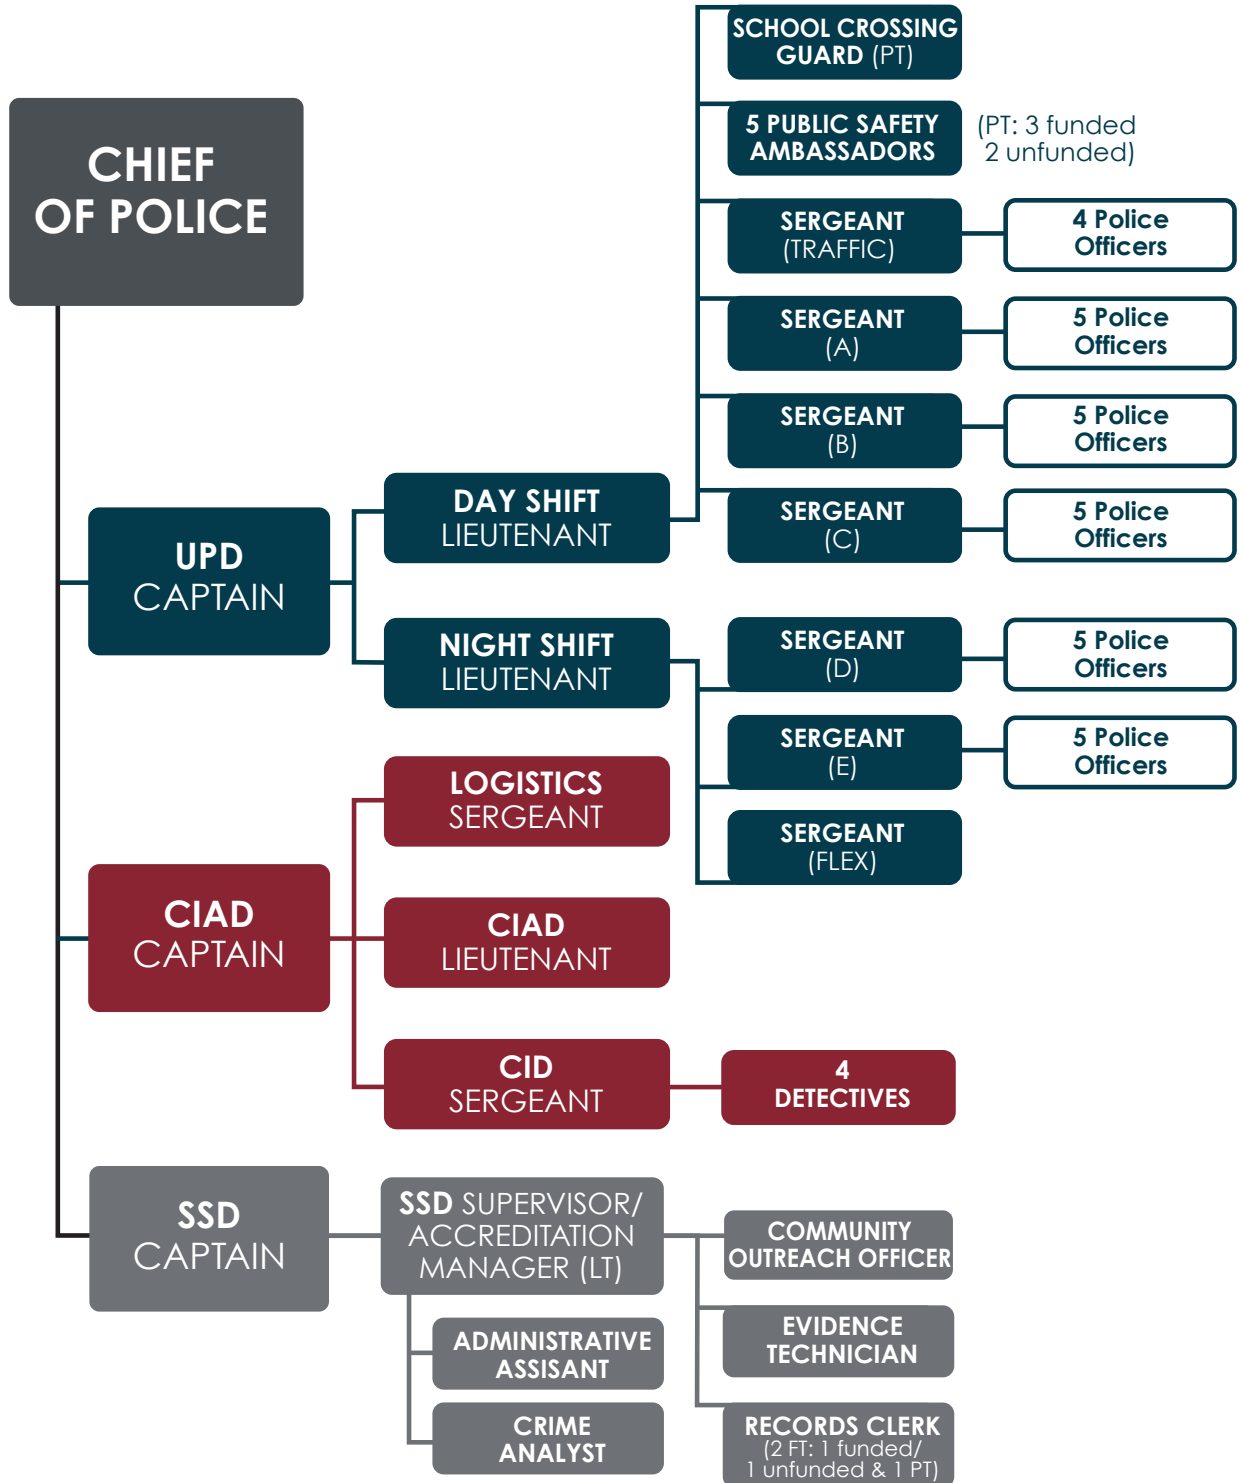 CHIEF
OF POLICE
UPD
CAPTAIN
DAY SHIFT
LIEUTENANT
SCHOOL CROSSING
GUARD (PT)
5 PUBLIC SAFETY
AMBASSADORS
(PT: 3 funded
2 unfunded)
SERGEANT
(TRAFFIC)
4 Police
Officers
SERGEANT
(A)
5 Police
Officers
SERGEANT
(B)
5 Police
Officers
SERGEANT
(C)
5 Police
Officers
NIGHT SHIFT
LIEUTENANT
SERGEANT
(D)
5 Police
Officers
SERGEANT
(E)
5 Police
Officers
SERGEANT
(FLEX)
CIAD
CAPTAIN
LOGISTICS
SERGEANT
CIAD
LIEUTENANT
CID
SERGEANT
4
DETECTIVES
SSD
CAPTAIN
SSD SUPERVISOR/
ACCREDITATION
MANAGER (LT)
ADMINISTRATIVE
ASSISANT
CRIME
ANALYST
COMMUNITY
OUTREACH OFFICER
EVIDENCE
TECHNICIAN
RECORDS CLERK
(2 FT: 1 funded/
1 unfunded & 1 PT)